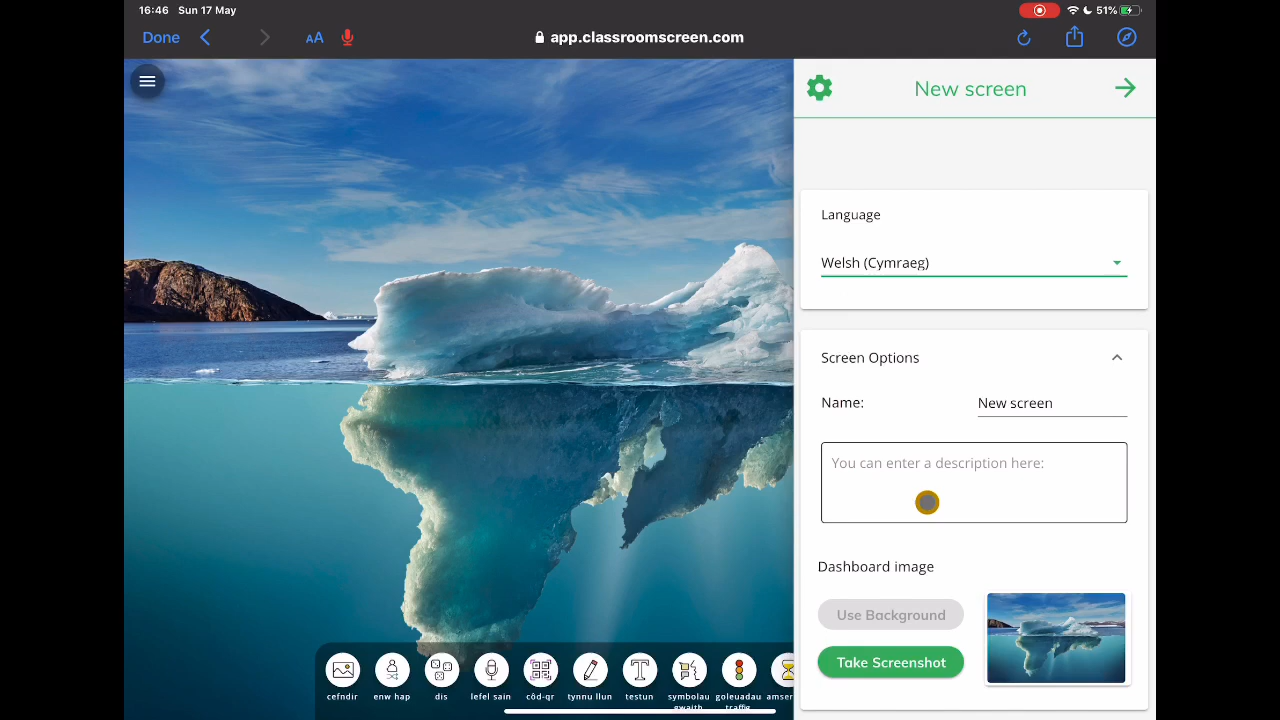 16:46 Sun 17 May
51%
Done
AA
app.classroomscreen.com
New screen
Language
Welsh (Cymraeg)
Screen Options
Name:
New screen
You can enter a description here:
Dashboard image
Use Background
Take Screenshot
cefndir
enw hap
dis
lefel sain
côd-qr
tynnu llun
testun
symbolau gwaith
goleuadau traffig
amser